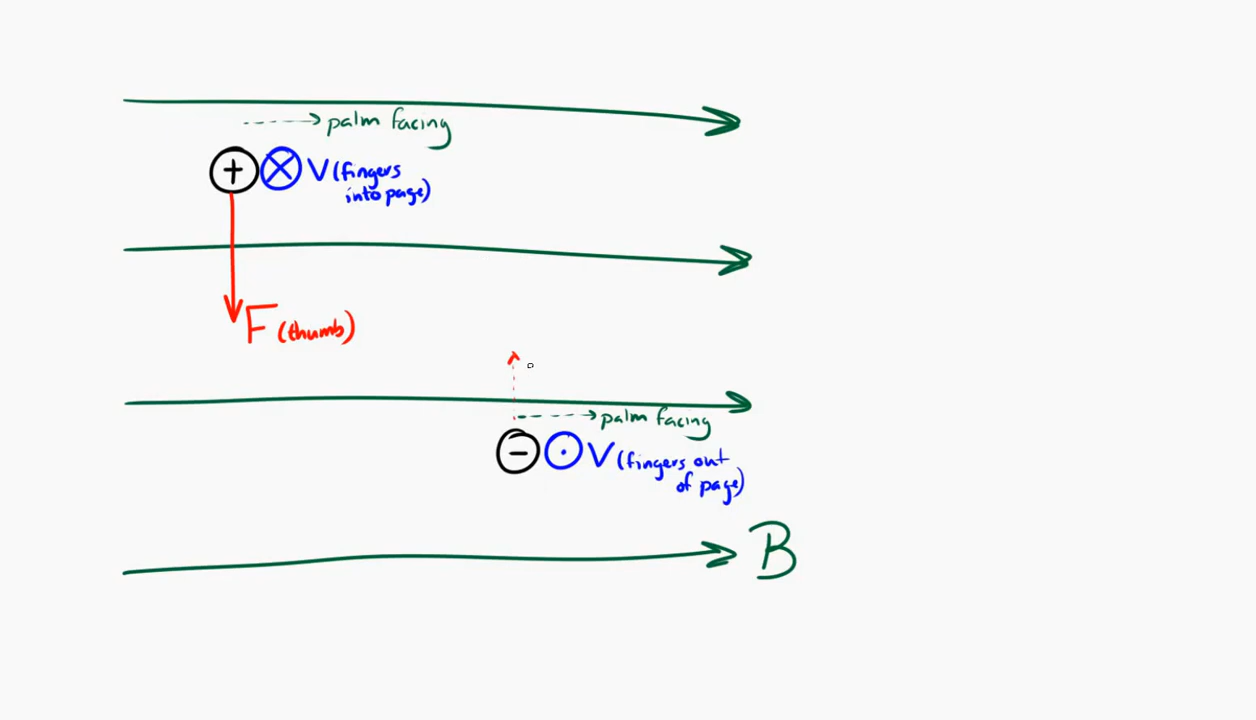 palm facing
+ V (fingers
into page)
F (thumb)
palm facing
- V (fingers out
of page)
B